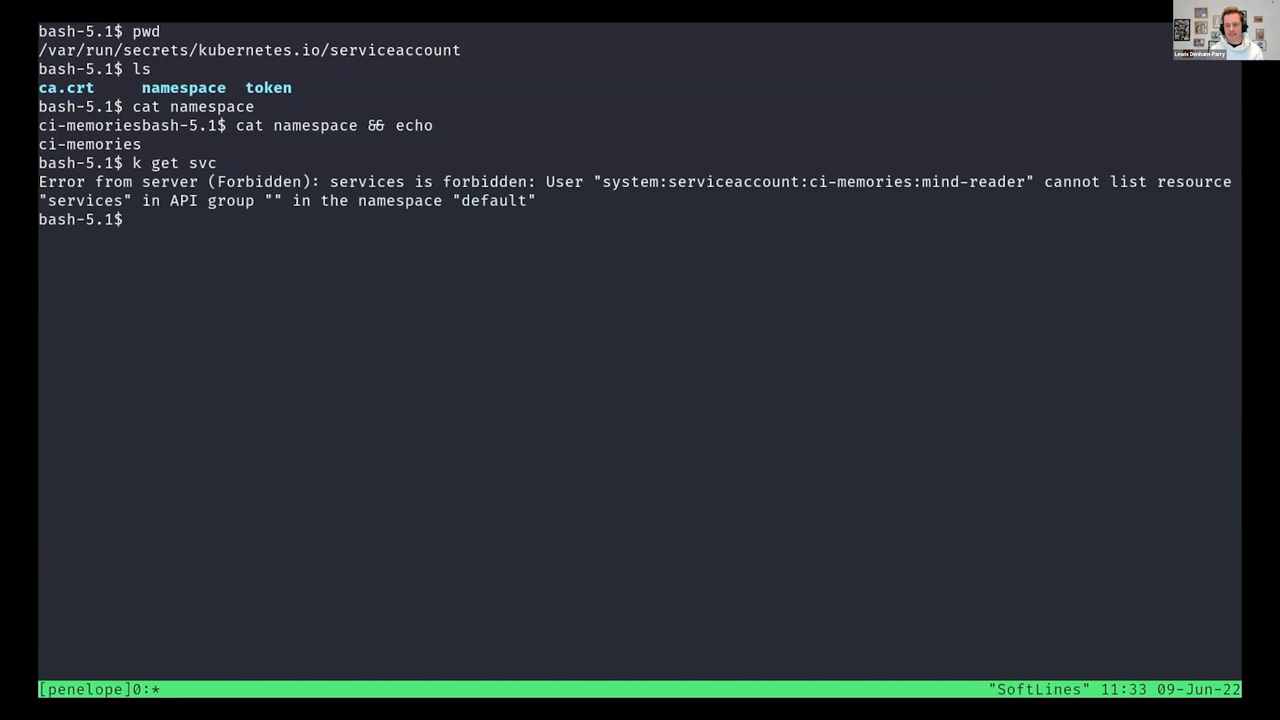 bash-5.1$ pwd
/var/run/secrets/kubernetes.io/serviceaccount
bash-5.1$ ls
ca.crt     namespace  token
bash-5.1$ cat namespace
ci-memoriesbash-5.1$ cat namespace && echo
ci-memories
bash-5.1$ k get svc
Error from server (Forbidden): services is forbidden: User "system:serviceaccount:ci-memories:mind-reader" cannot list resource
"services" in API group "" in the namespace "default"
bash-5.1$
Lewis Denham-Parry
[penelope]0:* "SoftLines" 11:33 09-Jun-22